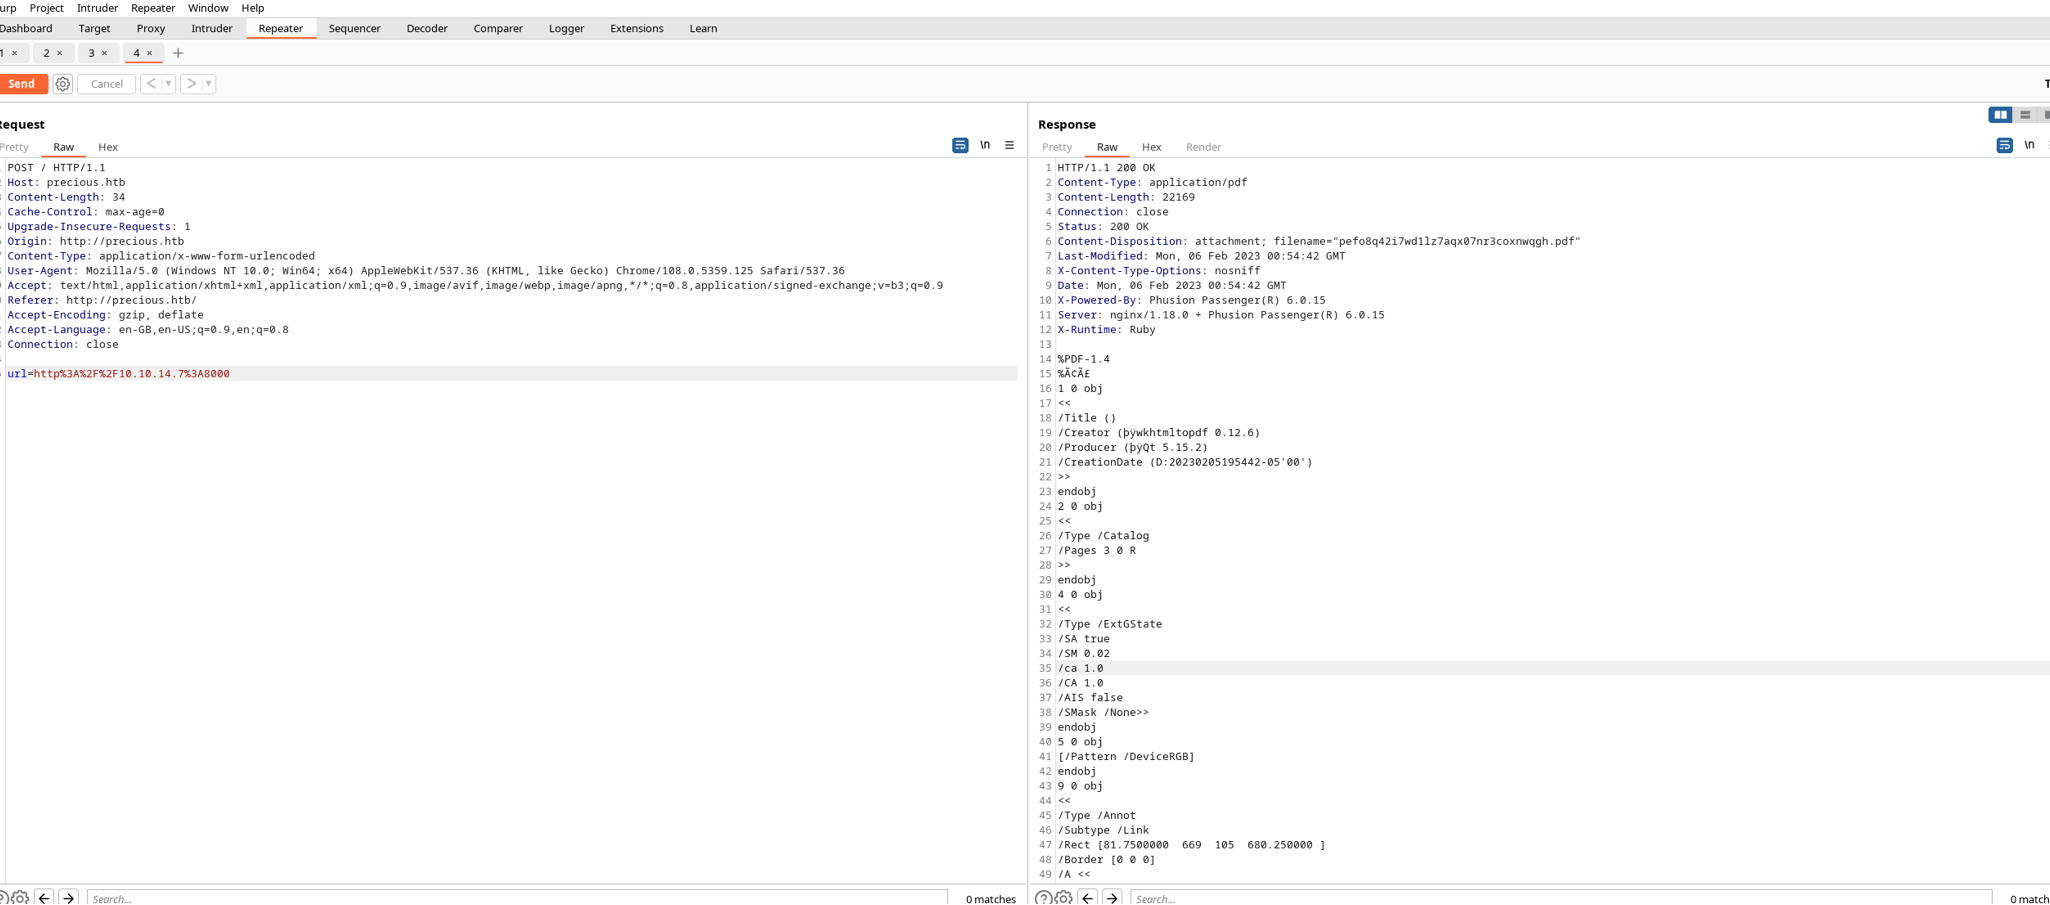 urp Project Intruder Repeater Window Help
Dashboard Target Proxy Intruder Repeater Sequencer Decoder Comparer Logger Extensions Learn
1 × 2 × 3 × 4 × +
Send Cancel < >
Request
Pretty Raw Hex \n
POST / HTTP/1.1
Host: precious.htb
Content-Length: 34
Cache-Control: max-age=0
Upgrade-Insecure-Requests: 1
Origin: http://precious.htb
Content-Type: application/x-www-form-urlencoded
User-Agent: Mozilla/5.0 (Windows NT 10.0; Win64; x64) AppleWebKit/537.36 (KHTML, like Gecko) Chrome/108.0.5359.125 Safari/537.36
Accept: text/html,application/xhtml+xml,application/xml;q=0.9,image/avif,image/webp,image/apng,*/*;q=0.8,application/signed-exchange;v=b3;q=0.9
Referer: http://precious.htb/
Accept-Encoding: gzip, deflate
Accept-Language: en-GB,en-US;q=0.9,en;q=0.8
Connection: close
url=http%3A%2F%2F10.10.14.7%3A8000
Search... 0 matches
Response
Pretty Raw Hex Render \n
1 HTTP/1.1 200 OK
2 Content-Type: application/pdf
3 Content-Length: 22169
4 Connection: close
5 Status: 200 OK
6 Content-Disposition: attachment; filename="pefo8q42i7wd1lz7aqx07nr3coxnwqgh.pdf"
7 Last-Modified: Mon, 06 Feb 2023 00:54:42 GMT
8 X-Content-Type-Options: nosniff
9 Date: Mon, 06 Feb 2023 00:54:42 GMT
10 X-Powered-By: Phusion Passenger(R) 6.0.15
11 Server: nginx/1.18.0 + Phusion Passenger(R) 6.0.15
12 X-Runtime: Ruby
13
14 %PDF-1.4
15 %Ã¢Ã£
16 1 0 obj
17 <<
18 /Title ()
19 /Creator (þÿwkhtmltopdf 0.12.6)
20 /Producer (þÿQt 5.15.2)
21 /CreationDate (D:20230205195442-05'00')
22 >>
23 endobj
24 2 0 obj
25 <<
26 /Type /Catalog
27 /Pages 3 0 R
28 >>
29 endobj
30 4 0 obj
31 <<
32 /Type /ExtGState
33 /SA true
34 /SM 0.02
35 /ca 1.0
36 /CA 1.0
37 /AIS false
38 /SMask /None>>
39 endobj
40 5 0 obj
41 [/Pattern /DeviceRGB]
42 endobj
43 9 0 obj
44 <<
45 /Type /Annot
46 /Subtype /Link
47 /Rect [81.7500000  669  105  680.250000 ]
48 /Border [0 0 0]
49 /A <<
Search... 0 match